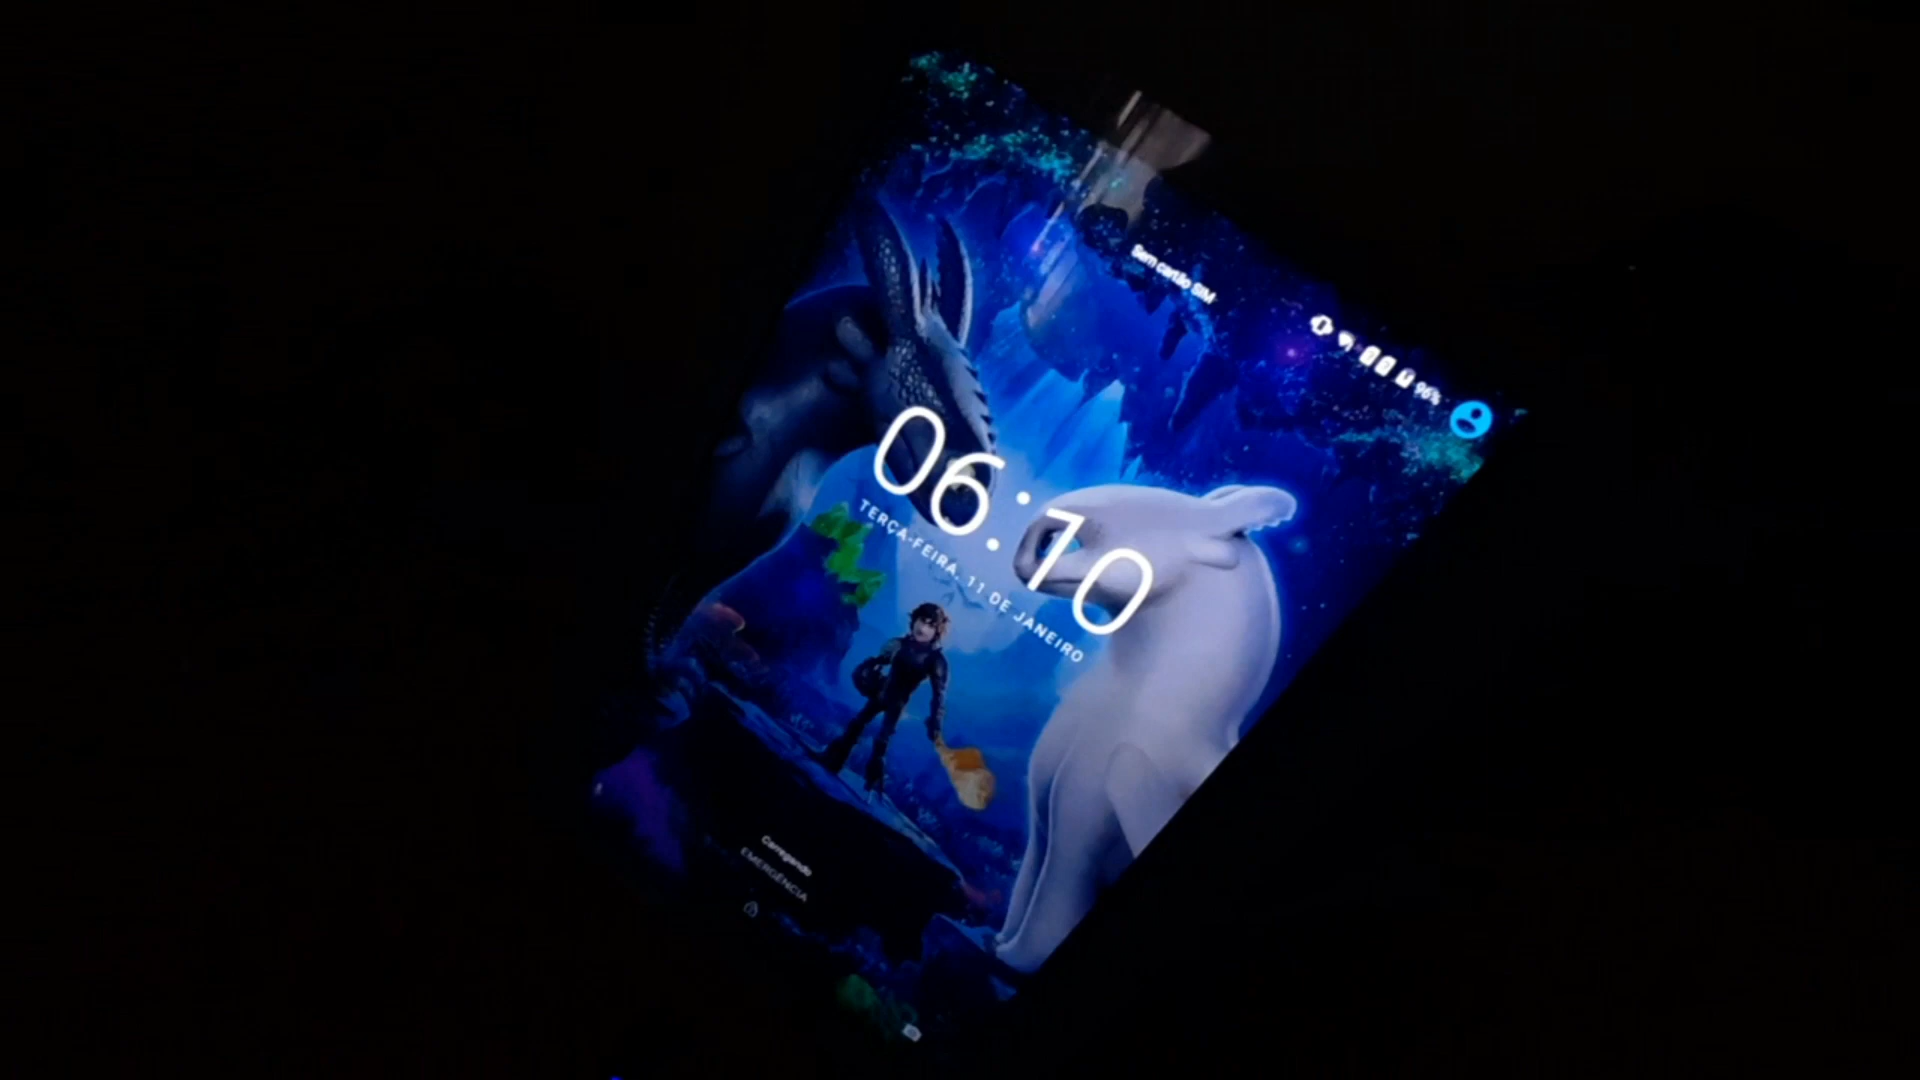 Sem cartão SIM
96%
06:10
TERÇA-FEIRA, 11 DE JANEIRO
Carregando
EMERGÊNCIA